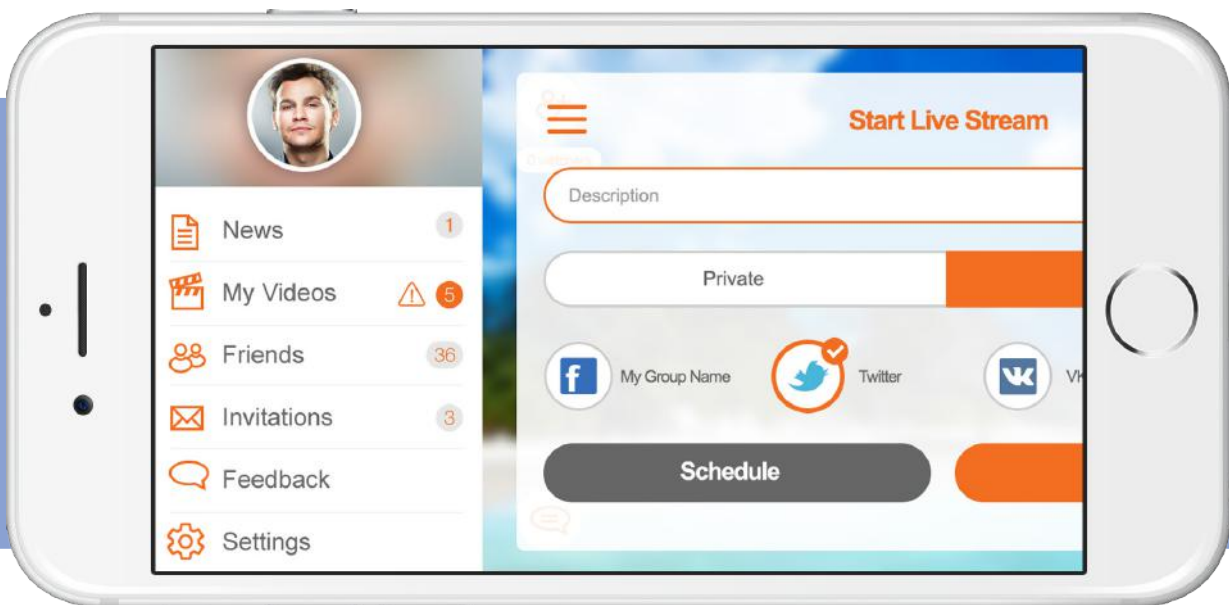 News 1
My Videos 5
Friends 36
Invitations 3
Feedback
Settings
Start Live Stream
Description
Private
f My Group Name Twitter
Schedule